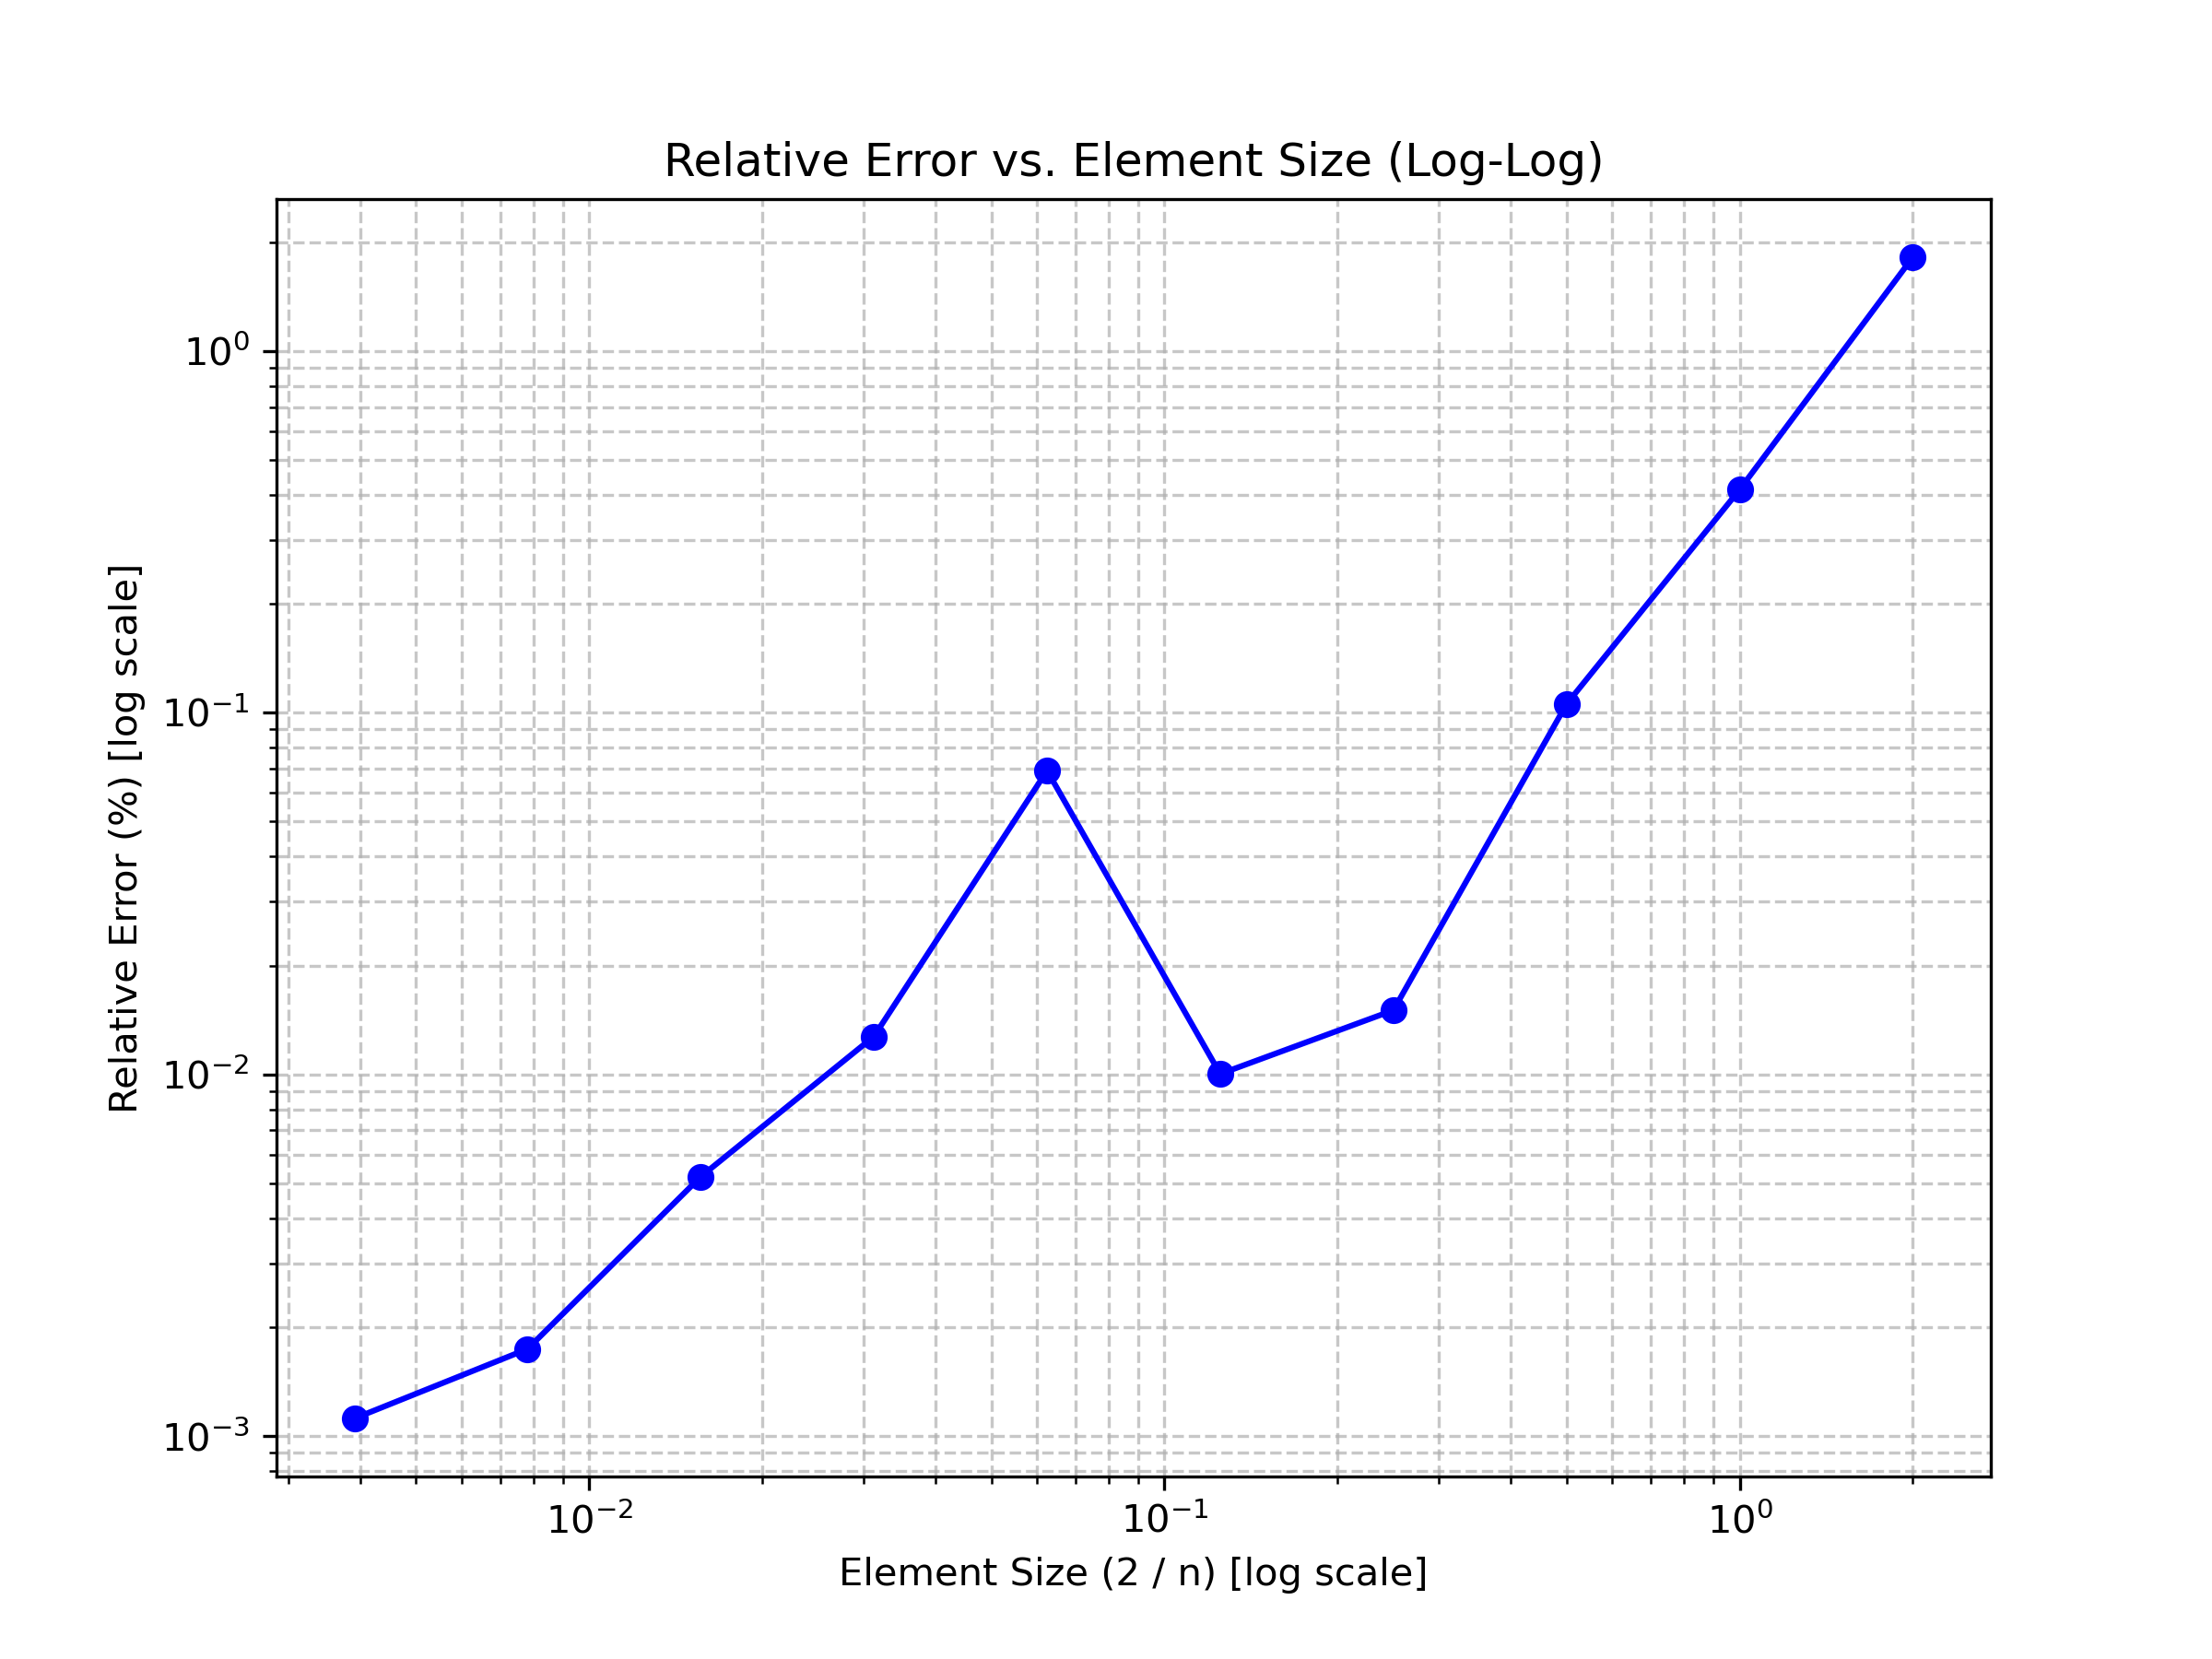 Relative Error vs. Element Size (Log-Log)
Relative Error (%) [log scale]
10⁰
10⁻¹
10⁻²
10⁻³
10⁻² 10⁻¹ 10⁰
Element Size (2 / n) [log scale]